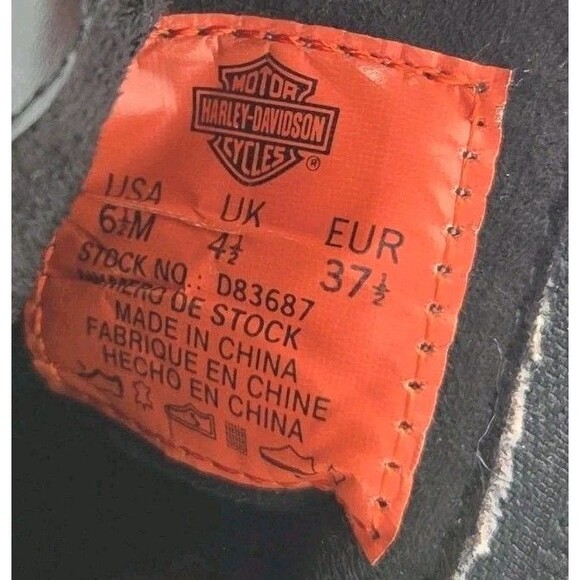 MOTOR
HARLEY-DAVIDSON
CYCLES ®
USA UK EUR
6½M 4½ 37½
STOCK NO.: D83687
NUMERO DE STOCK
MADE IN CHINA
FABRIQUE EN CHINE
HECHO EN CHINA